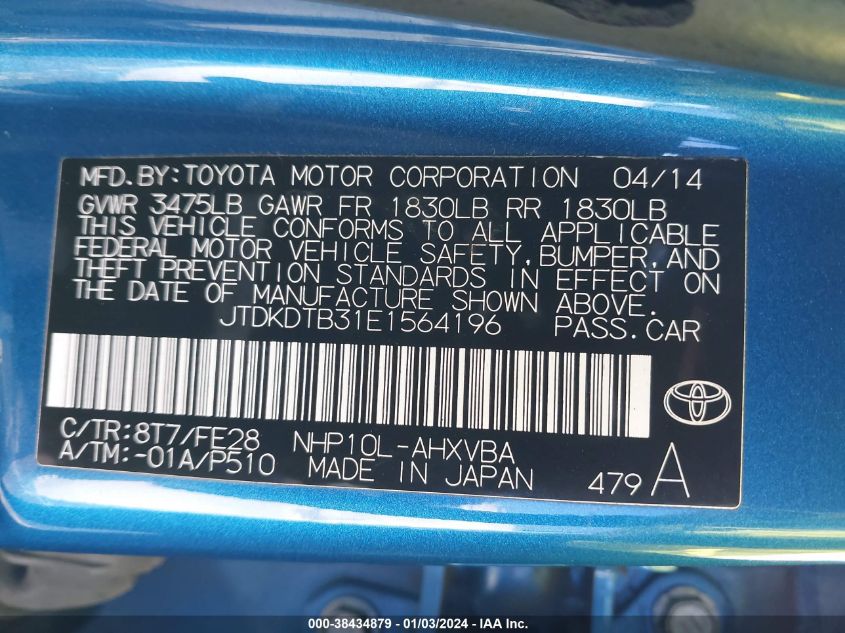 MFD.BY:TOYOTA MOTOR CORPORATION 04/14
GVWR 3475LB GAWR FR 1830LB RR 1830LB
THIS VEHICLE CONFORMS TO ALL APPLICABLE
FEDERAL MOTOR VEHICLE SAFETY,BUMPER,AND
THEFT PREVENTION STANDARDS IN EFFECT ON
THE DATE OF MANUFACTURE SHOWN ABOVE.
JTDKDTB31E1564196 PASS.CAR
C/TR:8T7/FE28 NHP10L-AHXVBA
A/TM:-01A/P510 MADE IN JAPAN 479 A
000-38434879 - 01/03/2024 - IAA Inc.